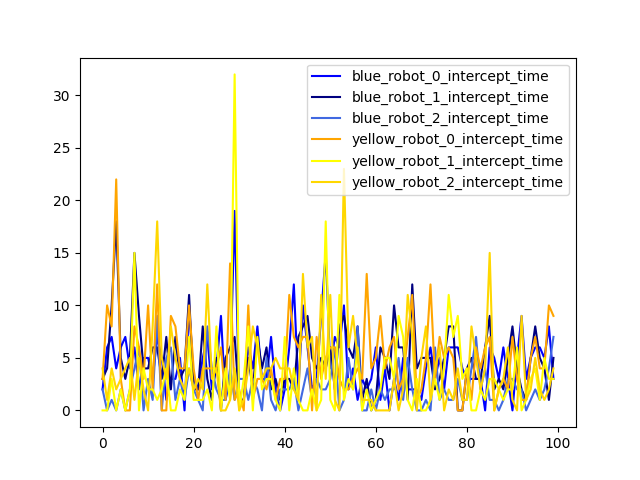 blue_robot_0_intercept_time
blue_robot_1_intercept_time
blue_robot_2_intercept_time
yellow_robot_0_intercept_time
yellow_robot_1_intercept_time
yellow_robot_2_intercept_time
30
25
20
15
10
5
0
0 20 40 60 80 100